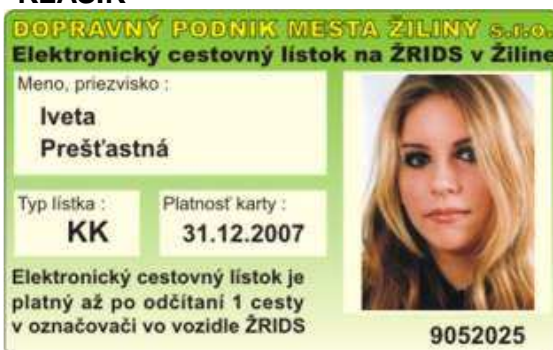 DOPRAVNÝ PODNIK MESTA ŽILINY s.r.o.
Elektronický cestovný lístok na ŽRIDS v Žiline
Meno, priezvisko :
Iveta
Prešťastná
Typ lístka :
KK
Platnosť karty :
31.12.2007
Elektronický cestovný lístok je
platný až po odčítaní 1 cesty
v označovači vo vozidle ŽRIDS
9052025